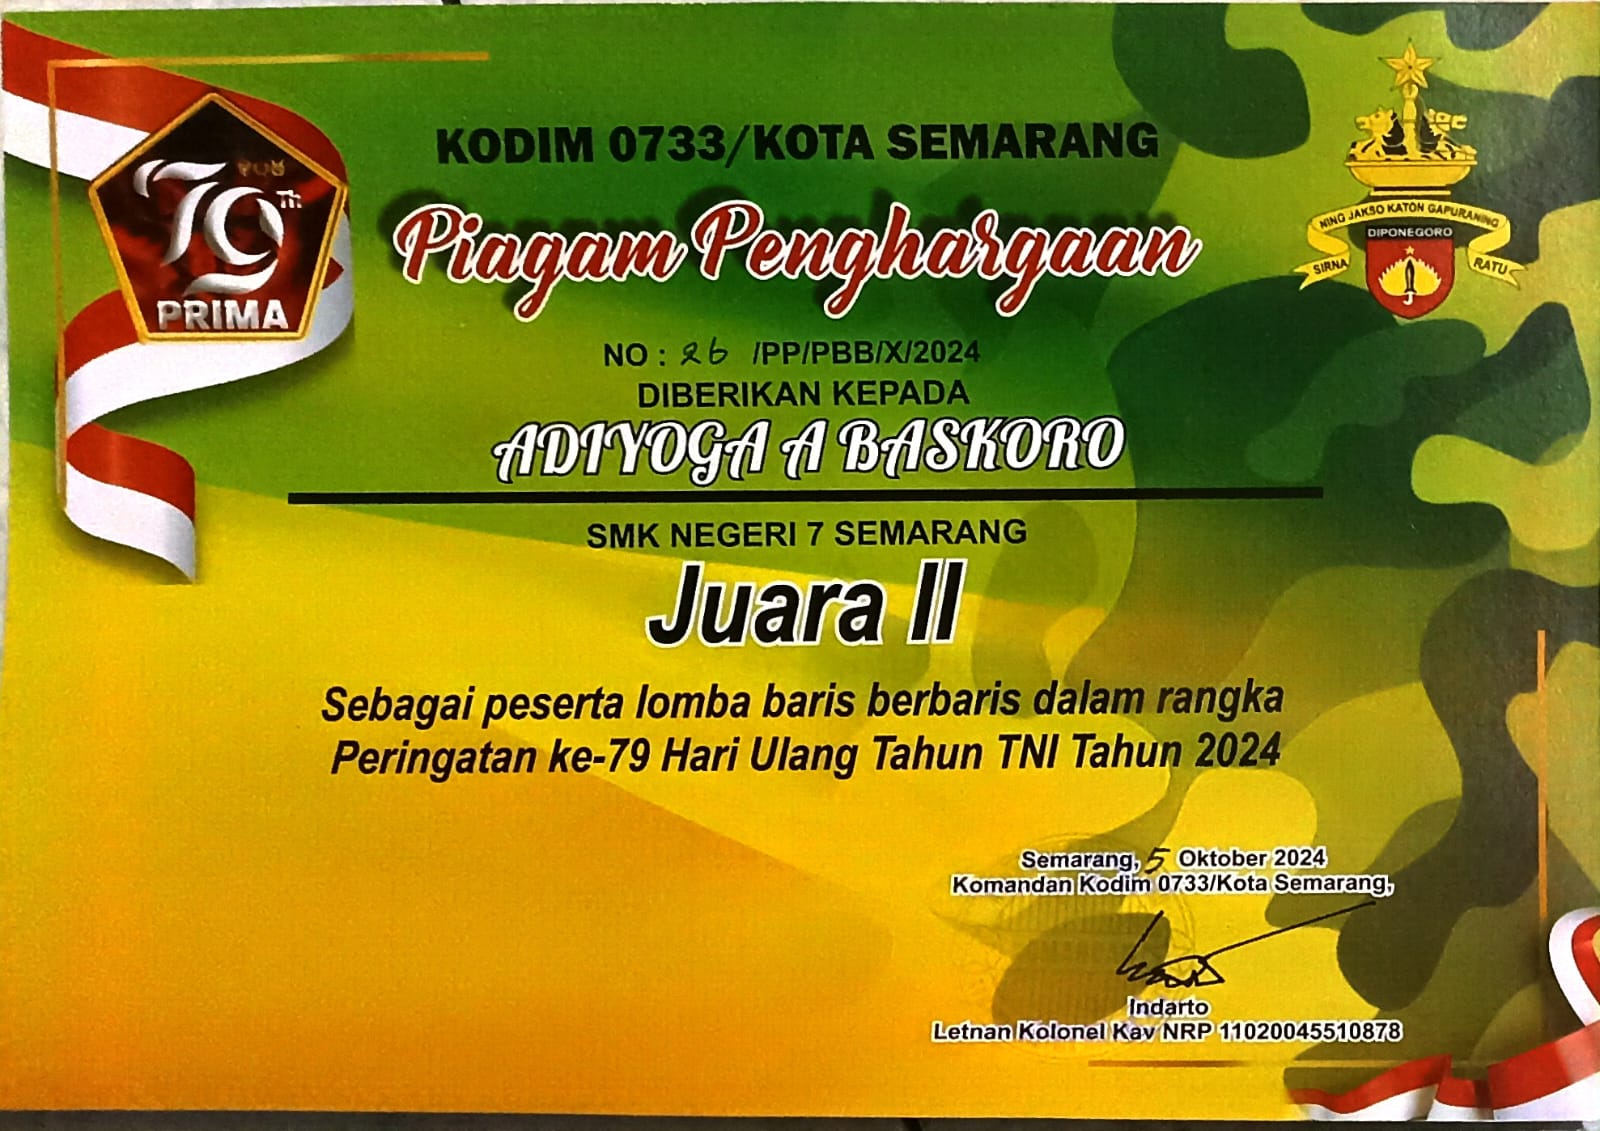 79Th
PRIMA
KODIM 0733/KOTA SEMARANG
Piagam Penghargaan
SIRNA NING JAKSO KATON GAPURANING RATU
DIPONEGORO
NO : 26 /PP/PBB/X/2024
DIBERIKAN KEPADA
ADIYOGA A BASKORO
SMK NEGERI 7 SEMARANG
Juara II
Sebagai peserta lomba baris berbaris dalam rangka
Peringatan ke-79 Hari Ulang Tahun TNI Tahun 2024
Semarang, 5 Oktober 2024
Komandan Kodim 0733/Kota Semarang,
Indarto
Letnan Kolonel Kav NRP 11020045510878